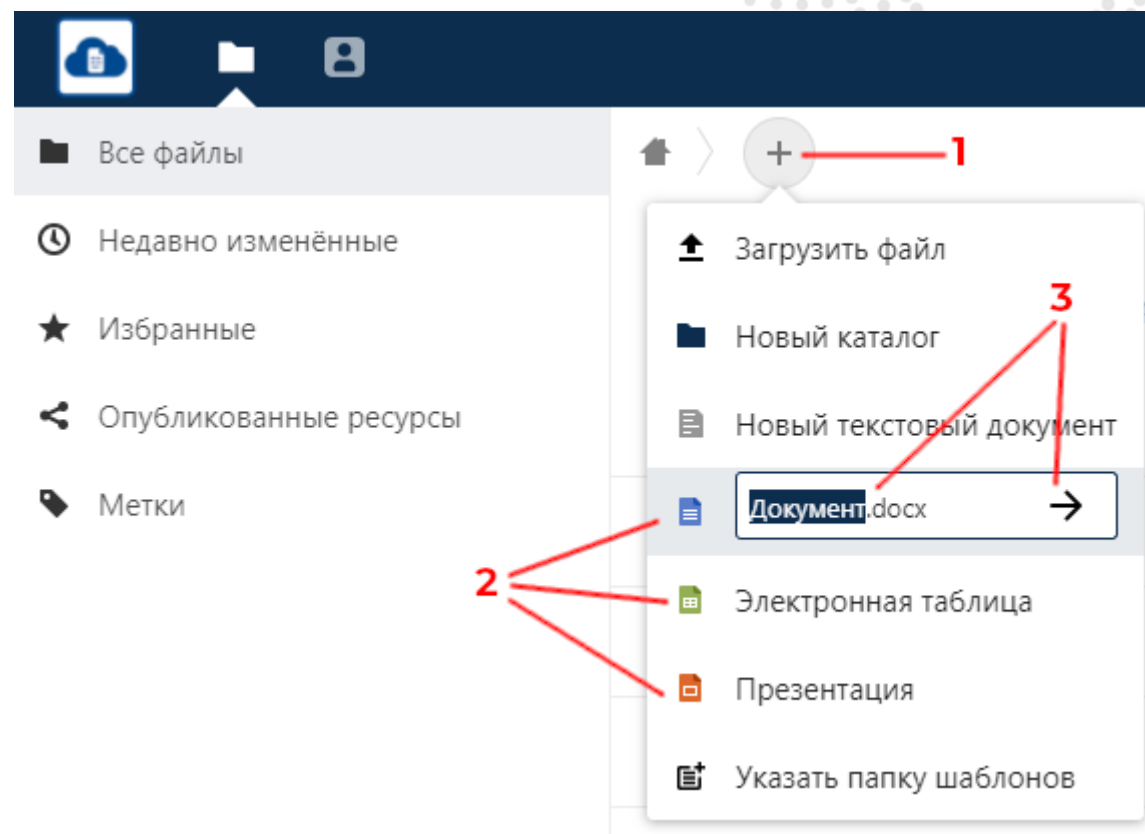 Все файлы
1
Недавно изменённые
Загрузить файл
3
Избранные
Новый каталог
Опубликованные ресурсы
Новый текстовый документ
Метки
Документ.docx
2
Электронная таблица
Презентация
Указать папку шаблонов